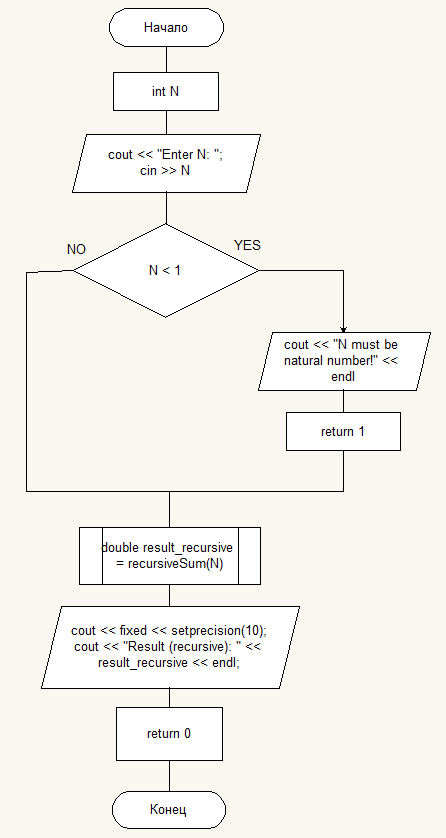 Начало
int N
cout << "Enter N: ";
cin >> N
NO
YES
N < 1
cout << "N must be
natural number!" <<
endl
return 1
double result_recursive
= recursiveSum(N)
cout << fixed << setprecision(10);
cout << "Result (recursive): " <<
result_recursive << endl;
return 0
Конец